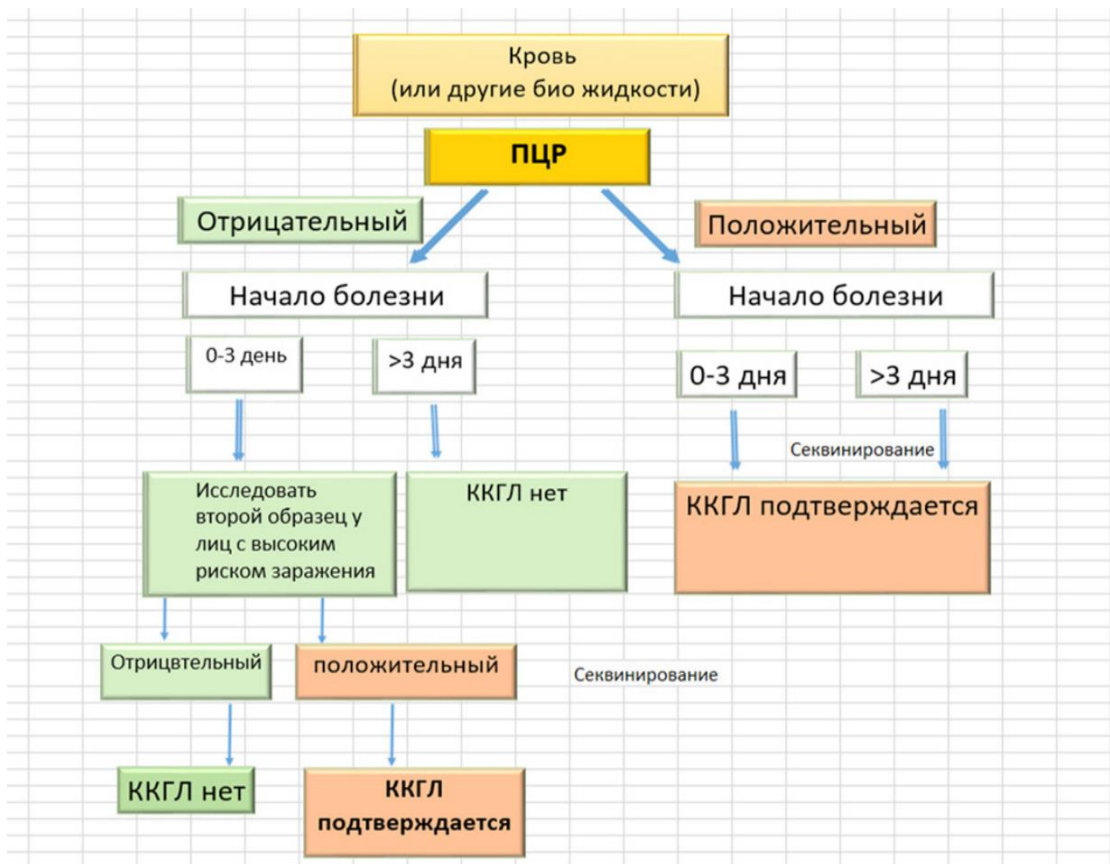 Кровь
(или другие био жидкости)
ПЦР
Отрицательный
Положительный
Начало болезни
Начало болезни
0-3 день
>3 дня
0-3 дня
>3 дня
Секвинирование
Исследовать
второй образец у
лиц с высоким
риском заражения
ККГЛ нет
ККГЛ подтверждается
Отрицвтельный
положительный
Секвинирование
ККГЛ нет
ККГЛ
подтверждается